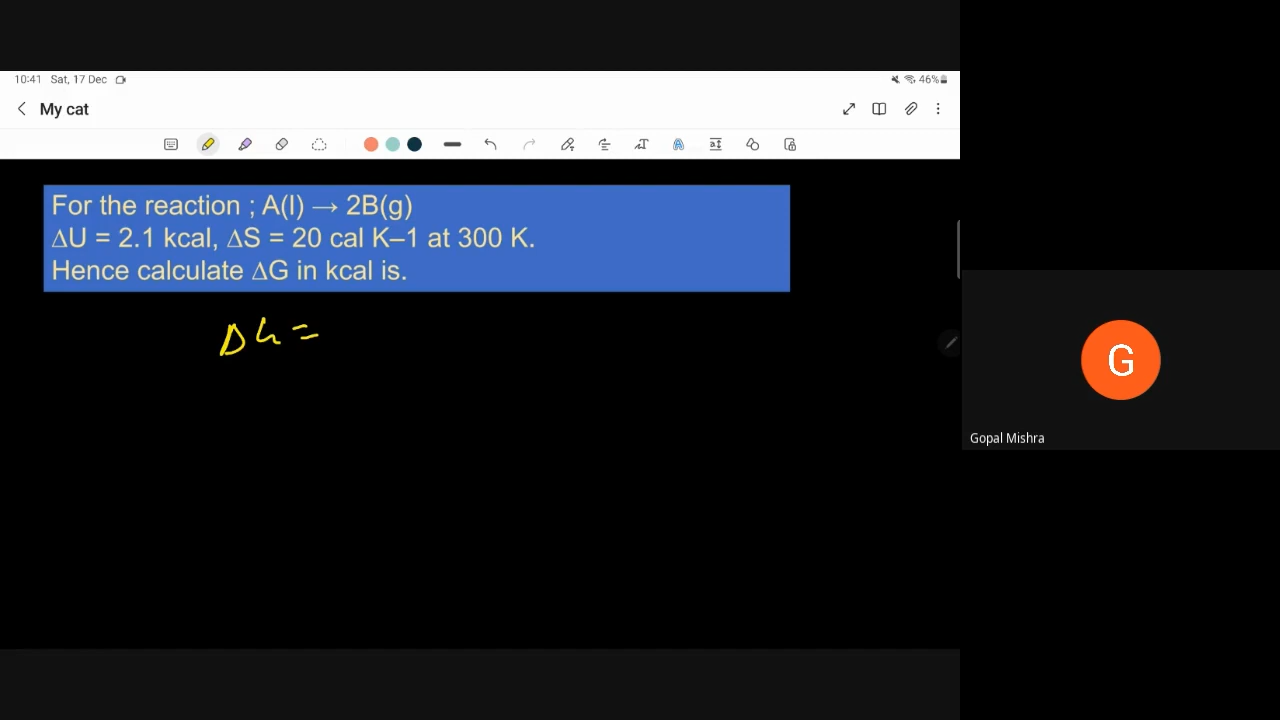 10:41 Sat, 17 Dec
46%
My cat
For the reaction ; A(l) → 2B(g)
ΔU = 2.1 kcal, ΔS = 20 cal K–1 at 300 K.
Hence calculate ΔG in kcal is.
Δh =
G
Gopal Mishra